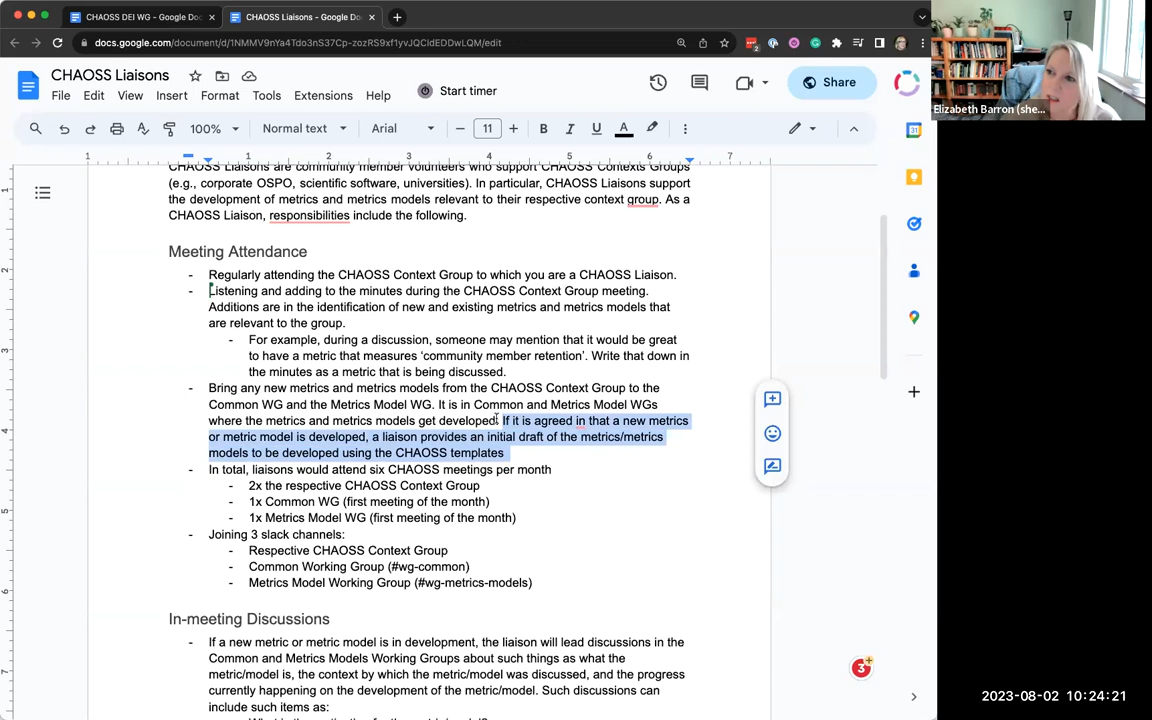 CHAOSS DEI WG - Google Doc
CHAOSS Liaisons - Google Do
docs.google.com/document/d/1NMMV9nYa4Tdo3nS37Cp-zozRS9xf1yvJQCIdEDDwLQM/edit
Elizabeth Barron (she...
CHAOSS Liaisons
File Edit View Insert Format Tools Extensions Help
Start timer
Share
100% Normal text Arial 11 B I U A
1 1 2 3 4 5 6 7
CHAOSS Liaisons are community member volunteers who support CHAOSS Contexts Groups
(e.g., corporate OSPO, scientific software, universities). In particular, CHAOSS Liaisons support
the development of metrics and metrics models relevant to their respective context group. As a
CHAOSS Liaison, responsibilities include the following.
Meeting Attendance
- Regularly attending the CHAOSS Context Group to which you are a CHAOSS Liaison.
- Listening and adding to the minutes during the CHAOSS Context Group meeting.
Additions are in the identification of new and existing metrics and metrics models that
are relevant to the group.
- For example, during a discussion, someone may mention that it would be great
to have a metric that measures ‘community member retention’. Write that down in
the minutes as a metric that is being discussed.
- Bring any new metrics and metrics models from the CHAOSS Context Group to the
Common WG and the Metrics Model WG. It is in Common and Metrics Model WGs
where the metrics and metrics models get developed. If it is agreed in that a new metrics
or metric model is developed, a liaison provides an initial draft of the metrics/metrics
models to be developed using the CHAOSS templates
- In total, liaisons would attend six CHAOSS meetings per month
- 2x the respective CHAOSS Context Group
- 1x Common WG (first meeting of the month)
- 1x Metrics Model WG (first meeting of the month)
- Joining 3 slack channels:
- Respective CHAOSS Context Group
- Common Working Group (#wg-common)
- Metrics Model Working Group (#wg-metrics-models)
In-meeting Discussions
- If a new metric or metric model is in development, the liaison will lead discussions in the
Common and Metrics Models Working Groups about such things as what the
metric/model is, the context by which the metric/model was discussed, and the progress
currently happening on the development of the metric/model. Such discussions can
include such items as:
3
2023-08-02 10:24:21